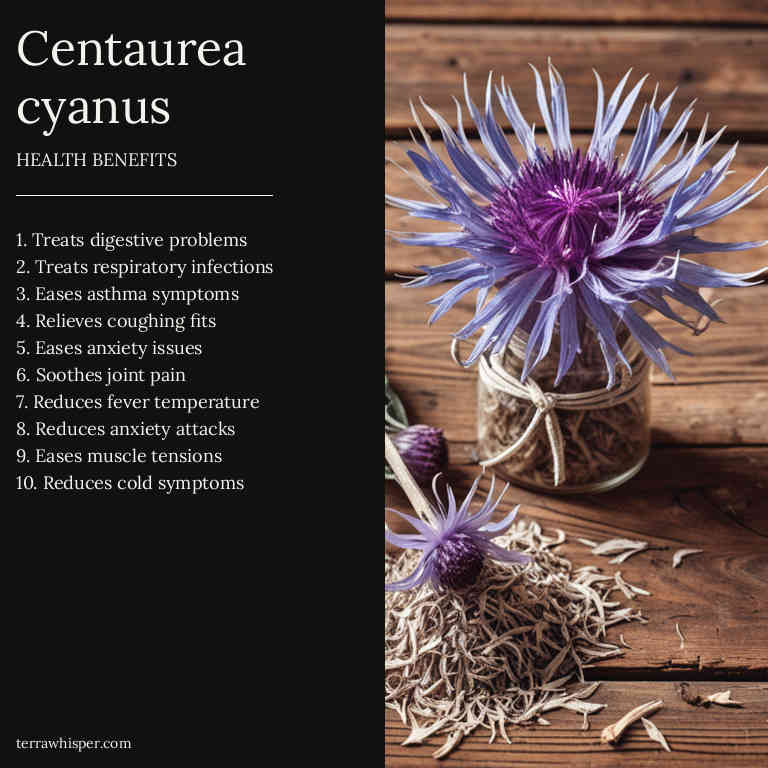 Centaurea
cyanus
HEALTH BENEFITS
1. Treats digestive problems
2. Treats respiratory infections
3. Eases asthma symptoms
4. Relieves coughing fits
5. Eases anxiety issues
6. Soothes joint pain
7. Reduces fever temperature
8. Reduces anxiety attacks
9. Eases muscle tensions
10. Reduces cold symptoms
terrawhisper.com